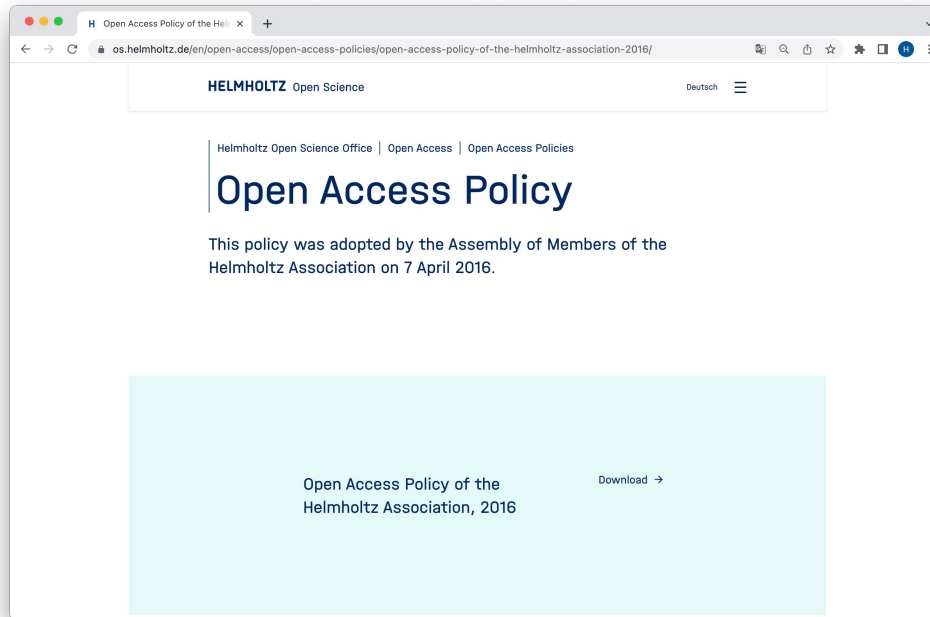 H Open Access Policy of the Hel
os.helmholtz.de/en/open-access/open-access-policies/open-access-policy-of-the-helmholtz-association-2016/
H
HELMHOLTZ Open Science
Deutsch
Helmholtz Open Science Office | Open Access | Open Access Policies
Open Access Policy
This policy was adopted by the Assembly of Members of the
Helmholtz Association on 7 April 2016.
Open Access Policy of the
Helmholtz Association, 2016
Download →